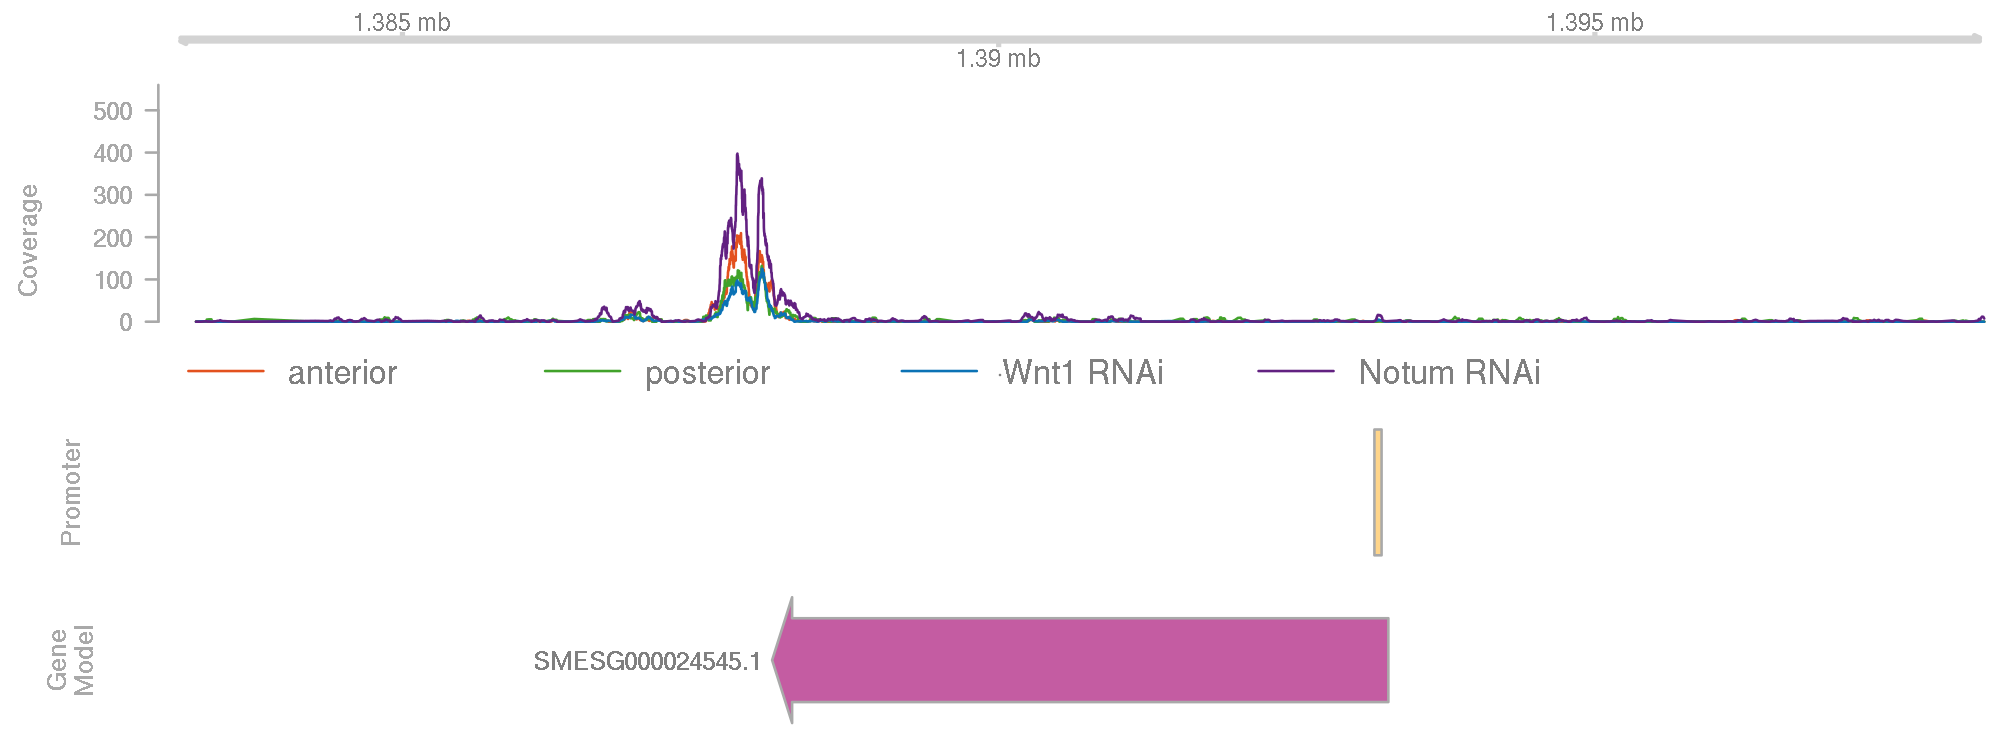 1.385 mb
1.395 mb
1.39 mb
500
400
300
200
100
0
Coverage
anterior
posterior
Wnt1 RNAi
Notum RNAi
Promoter
Gene
Model
SMESG000024545.1